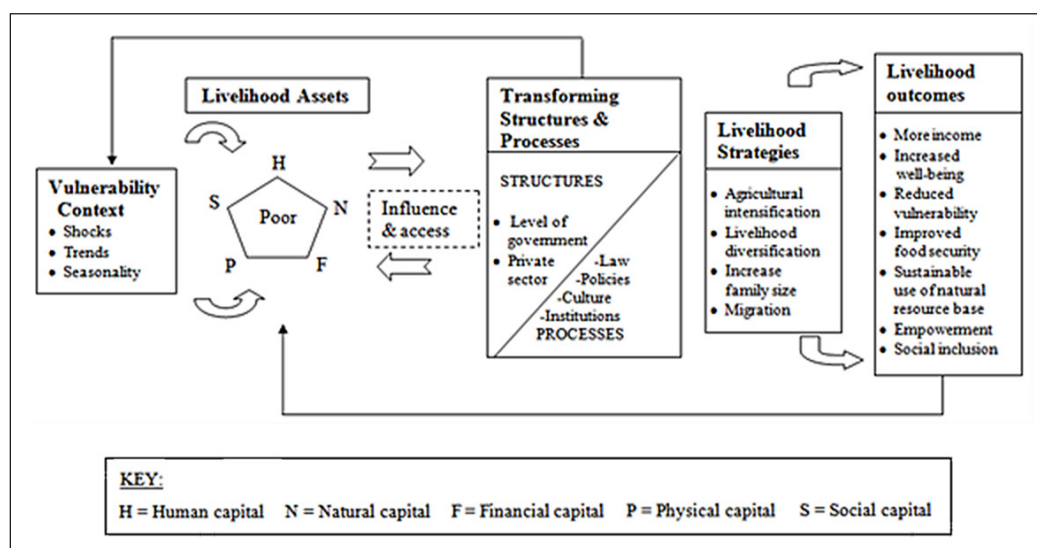 Livelihood Assets
Vulnerability
Context
• Shocks
• Trends
• Seasonality
H
S
N
Poor
P
F
Influence
& access
Transforming
Structures &
Processes
STRUCTURES
• Level of
government
• Private
sector
-Law
-Policies
-Culture
-Institutions
PROCESSES
Livelihood
Strategies
• Agricultural
intensification
• Livelihood
diversification
• Increase
family size
• Migration
Livelihood
outcomes
• More income
• Increased
well-being
• Reduced
vulnerability
• Improved
food security
• Sustainable
use of natural
resource base
• Empowerment
• Social inclusion
KEY:
H = Human capital N = Natural capital F = Financial capital P = Physical capital S = Social capital